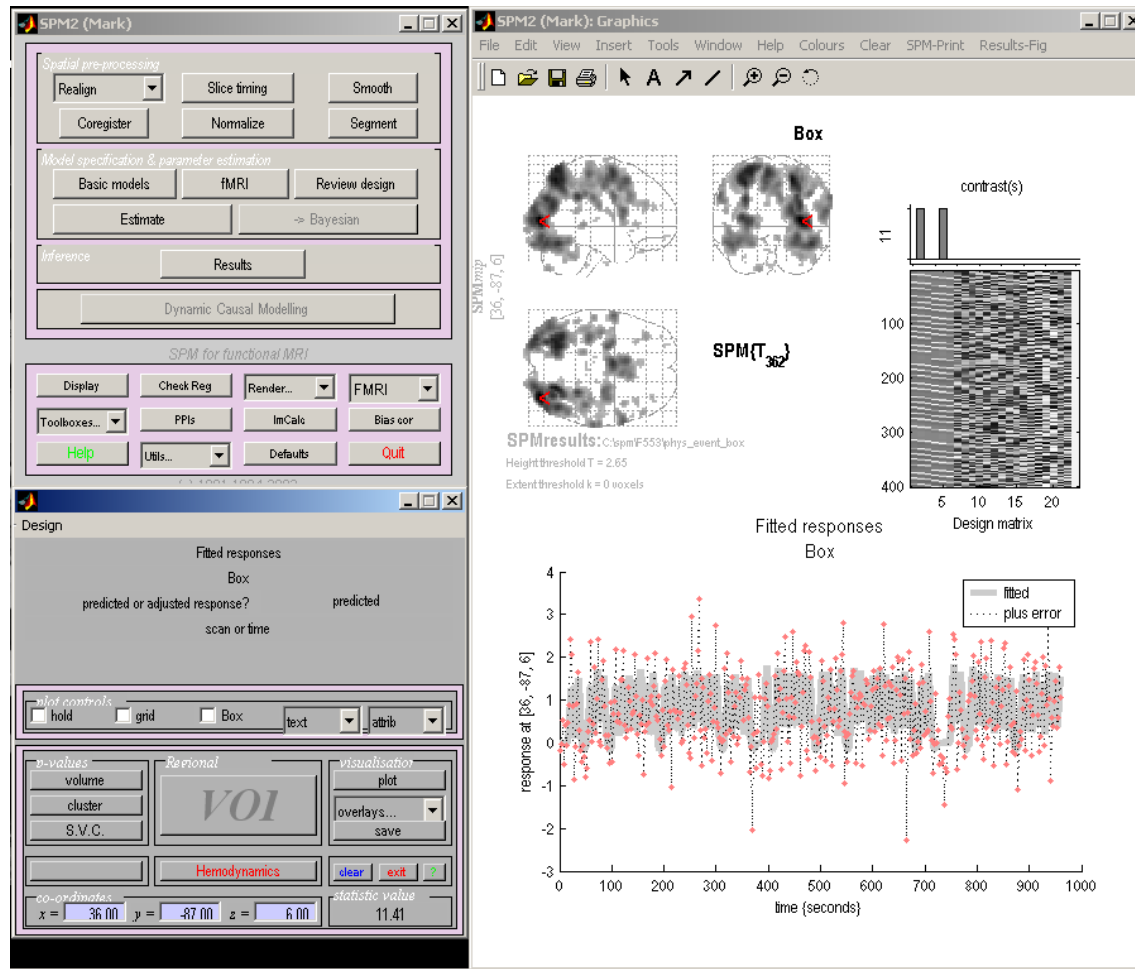 SPM2 (Mark)
Spatial pre-processing
Realign Slice timing Smooth
Coregister Normalize Segment
Model specification & parameter estimation
Basic models fMRI Review design
Estimate -> Bayesian
Inference
Results
Dynamic Causal Modelling
SPM for functional MRI
Display Check Reg Render... FMRI
Toolboxes... PPIs ImCalc Bias cor
Help Utils... Defaults Quit
Design
Fitted responses
Box
predicted or adjusted response? predicted
scan or time
plot controls
hold grid Box text attrib
p-values Regional visualisation
volume VOI plot
cluster overlays...
S.V.C. save
Hemodynamics clear exit ?
co-ordinates statistic value
x = 36.00 y = -87.00 z = 6.00 11.41
SPM2 (Mark): Graphics
File Edit View Insert Tools Window Help Colours Clear SPM-Print Results-Fig
A
Box
contrast(s)
11
SPMmip
[36, -87, 6]
SPM{T362}
100
200
300
400
5 10 15 20
Design matrix
SPMresults: C:\spm\F553\phys_event_box
Height threshold T = 2.65
Extent threshold k = 0 voxels
Fitted responses
Box
fitted
plus error
response at [36, -87, 6]
4
3
2
1
0
-1
-2
-3
0 100 200 300 400 500 600 700 800 900 1000
time {seconds}